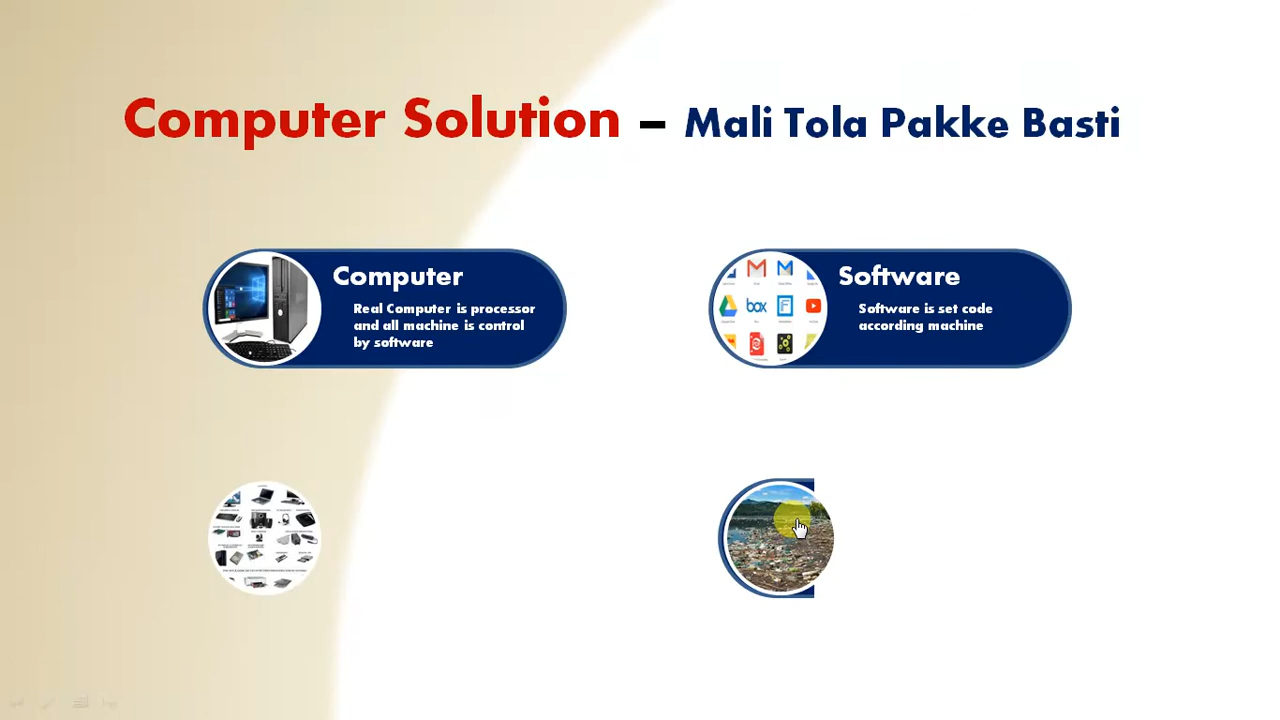 Computer Solution – Mali Tola Pakke Basti
Computer
Real Computer is processor
and all machine is control
by software
Software
Software is set code
according machine
box